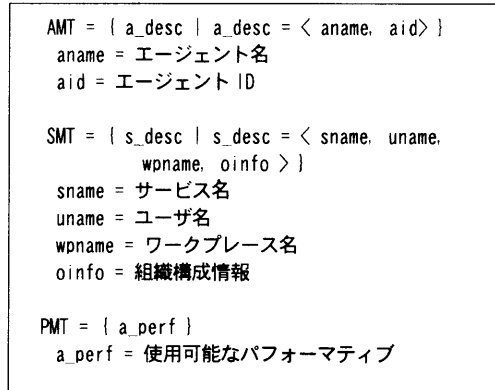 AMT = { a_desc | a_desc = < aname, aid> }
aname = エージェント名
aid = エージェント ID
SMT = { s_desc | s_desc = < sname, uname,
wpname, oinfo > }
sname = サービス名
uname = ユーザ名
wpname = ワークプレース名
oinfo = 組織構成情報
PMT = { a_perf }
a_perf = 使用可能なパフォーマティブ